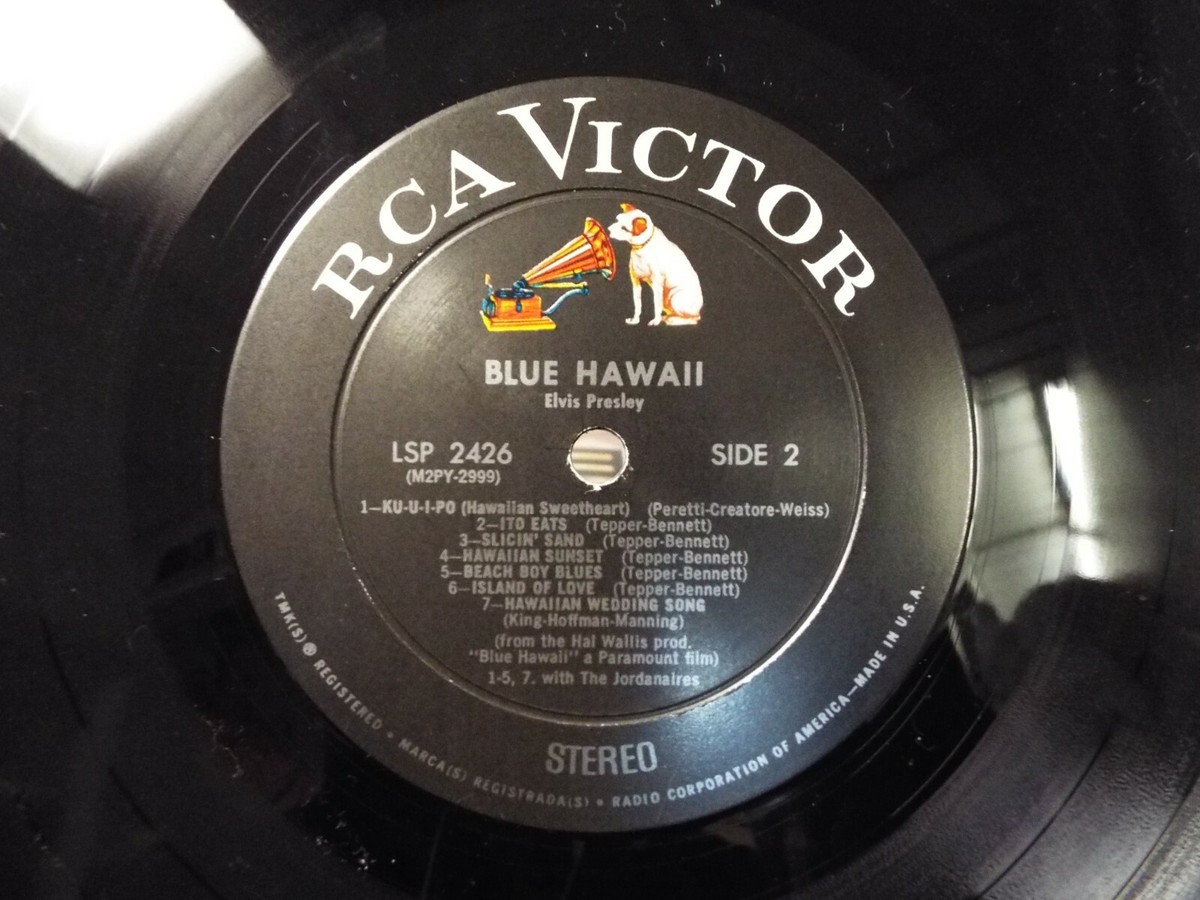 RCA VICTOR
BLUE HAWAII
Elvis Presley
LSP 2426
(M2PY-2999)
SIDE 2
1—KU-U-I-PO (Hawaiian Sweetheart) (Peretti-Creatore-Weiss)
2—ITO EATS (Tepper-Bennett)
3—SLICIN' SAND (Tepper-Bennett)
4—HAWAIIAN SUNSET (Tepper-Bennett)
5—BEACH BOY BLUES (Tepper-Bennett)
6—ISLAND OF LOVE (Tepper-Bennett)
7—HAWAIIAN WEDDING SONG
(King-Hoffman-Manning)
(from the Hal Wallis prod.
"Blue Hawaii" a Paramount film)
1-5, 7. with The Jordanaires
STEREO
TMK(S) ® REGISTERED • MARCA(S) REGISTRADA(S) • RADIO CORPORATION OF AMERICA—MADE IN U.S.A.